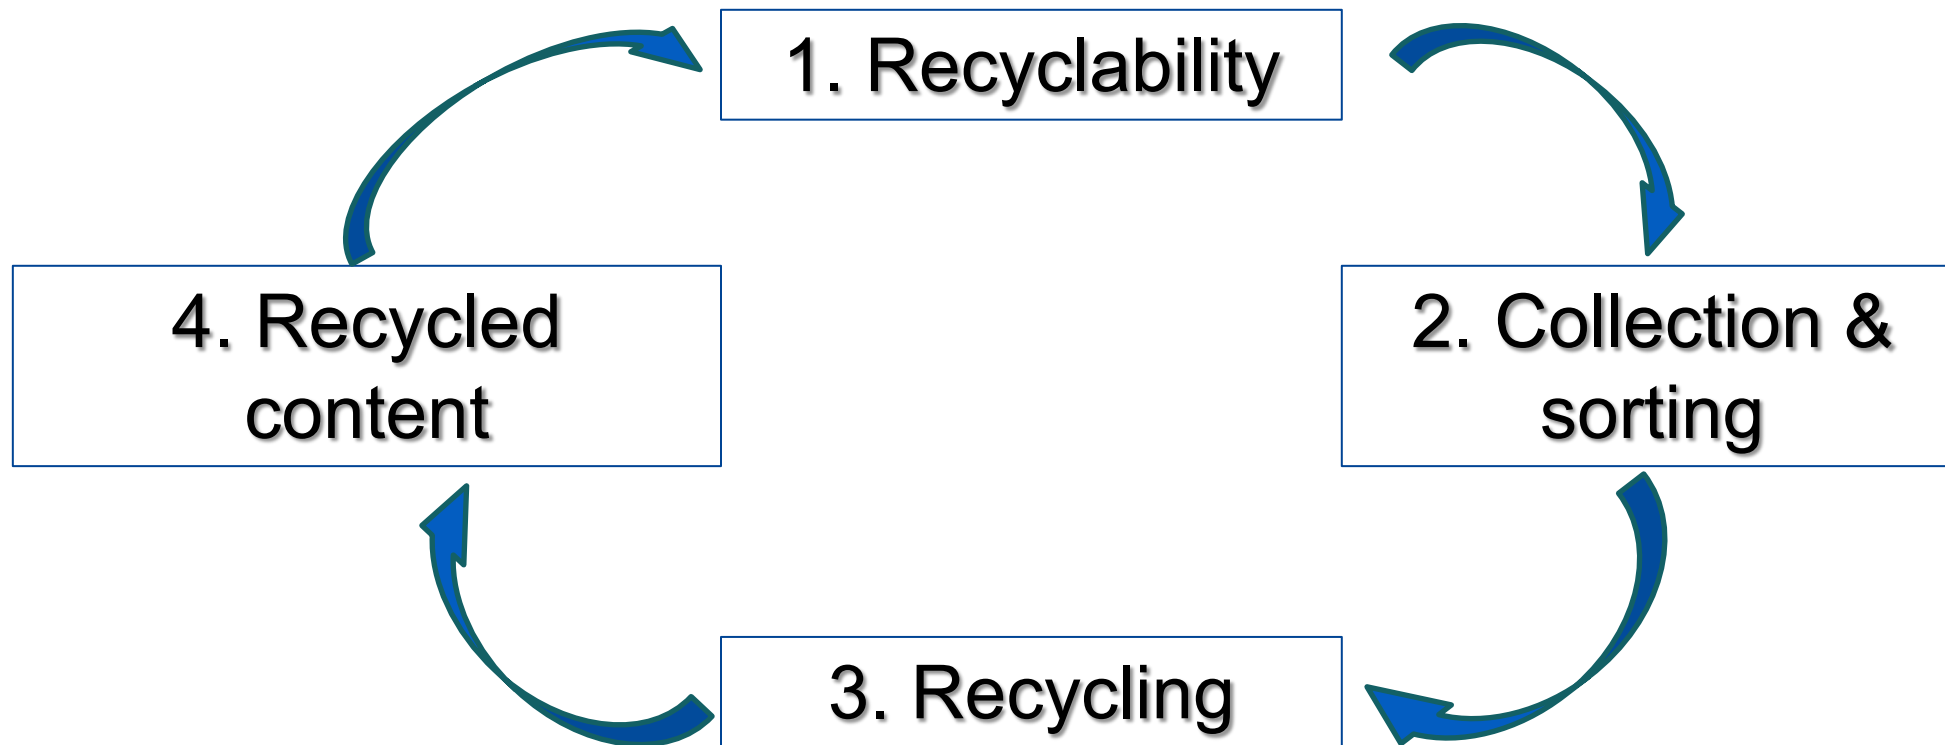 1. Recyclability
2. Collection &
sorting
3. Recycling
4. Recycled
content